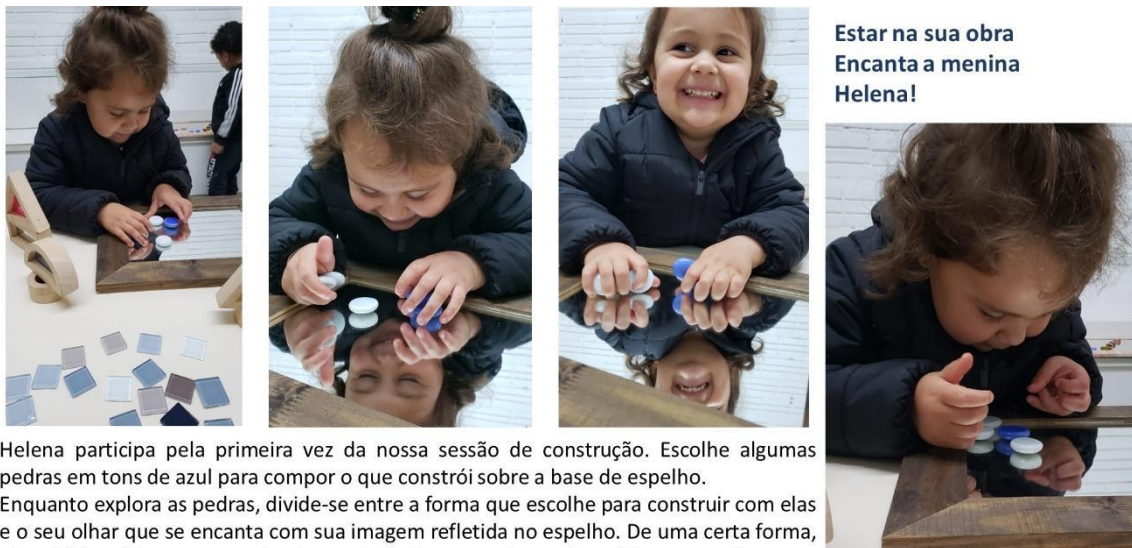 Estar na sua obra
Encanta a menina
Helena!
Helena participa pela primeira vez da nossa sessão de construção. Escolhe algumas
pedras em tons de azul para compor o que constrói sobre a base de espelho.
Enquanto explora as pedras, divide-se entre a forma que escolhe para construir com elas
e o seu olhar que se encanta com sua imagem refletida no espelho. De uma certa forma,